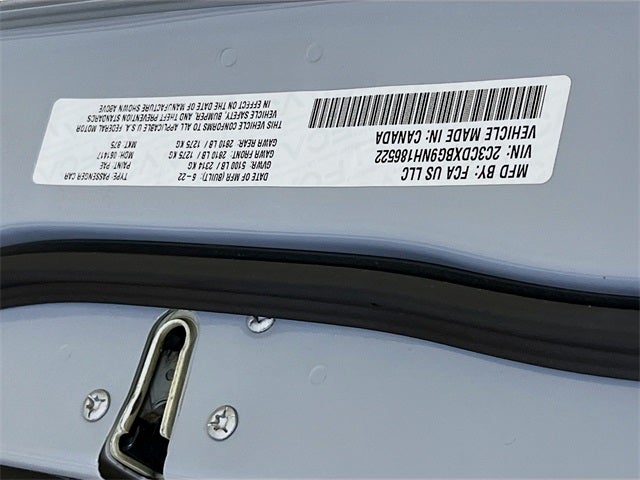 MFD BY: FCA US LLC
VIN: 2C3CDXBG9NH186522
VEHICLE MADE IN: CANADA
DATE OF MFR (BUILT): 6-22
GVWR: 5100 LB / 2314 KG
GAWR FRONT: 2810 LB / 1275 KG
GAWR REAR: 2810 LB / 1275 KG
THIS VEHICLE CONFORMS TO ALL APPLICABLE U.S.A. FEDERAL MOTOR
VEHICLE SAFETY, BUMPER, AND THEFT PREVENTION STANDARDS
IN EFFECT ON THE DATE OF MANUFACTURE SHOWN ABOVE
TYPE: PASSENGER CAR
PAINT: PAE
MDH: 061417
MKT: 875